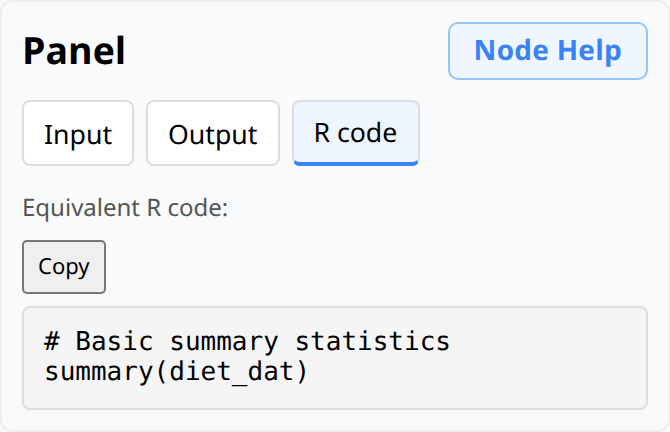 Panel
Node Help
Input
Output
R code
Equivalent R code:
Copy
# Basic summary statistics
summary(diet_dat)